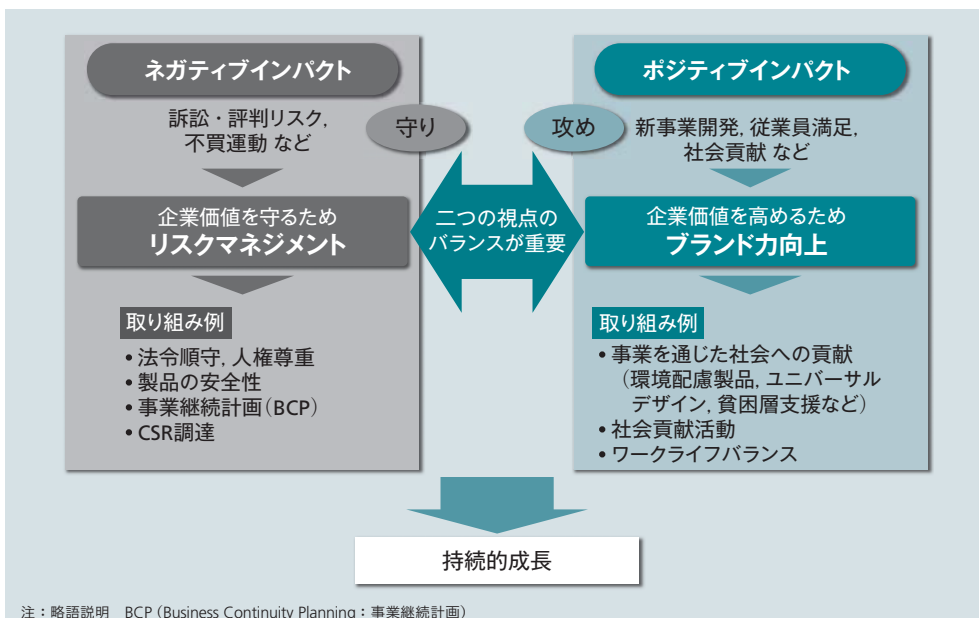 ネガティブインパクト
訴訟・評判リスク,
不買運動 など
守り
企業価値を守るため
リスクマネジメント
取り組み例
• 法令順守, 人権尊重
• 製品の安全性
• 事業継続計画(BCP)
• CSR調達
二つの視点の
バランスが重要
ポジティブインパクト
攻め
新事業開発, 従業員満足,
社会貢献 など
企業価値を高めるため
ブランド力向上
取り組み例
• 事業を通じた社会への貢献
(環境配慮製品, ユニバーサル
デザイン, 貧困層支援など)
• 社会貢献活動
• ワークライフバランス
持続的成長
注:略語説明 BCP(Business Continuity Planning:事業継続計画)